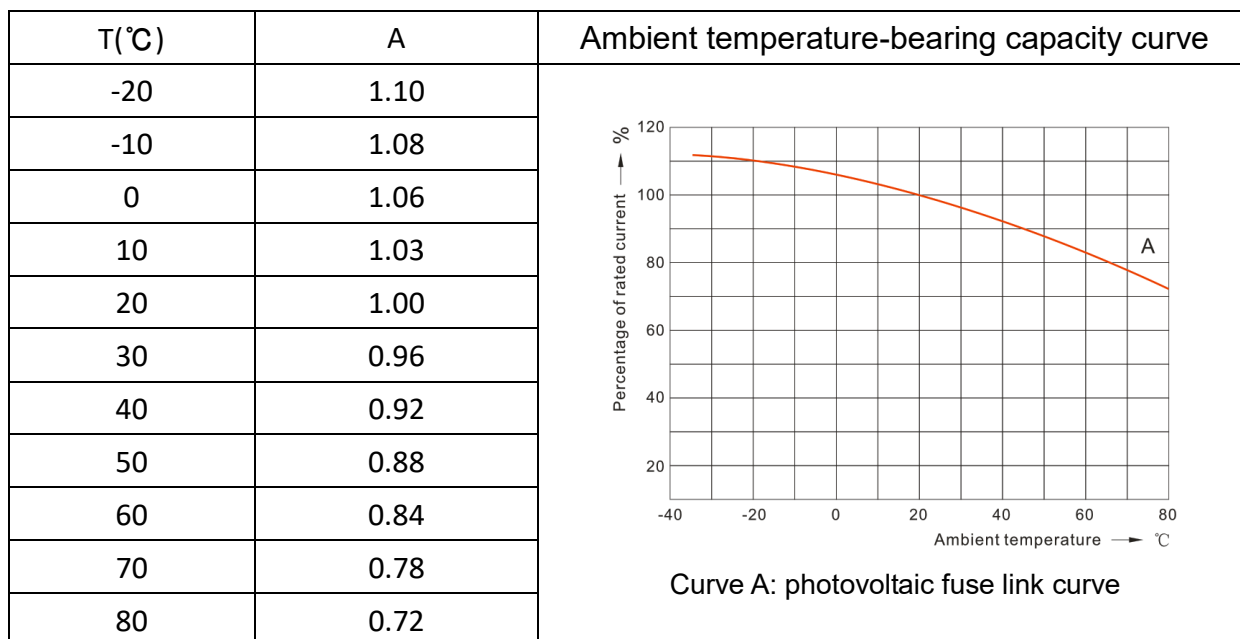 T(℃) A Ambient temperature-bearing capacity curve
-20 1.10
-10 1.08
0 1.06
10 1.03
20 1.00
30 0.96
40 0.92
50 0.88
60 0.84
70 0.78
80 0.72
Percentage of rated current → %
120
100
80
60
40
20
A
-40 -20 0 20 40 60 80
Ambient temperature → ℃
Curve A: photovoltaic fuse link curve